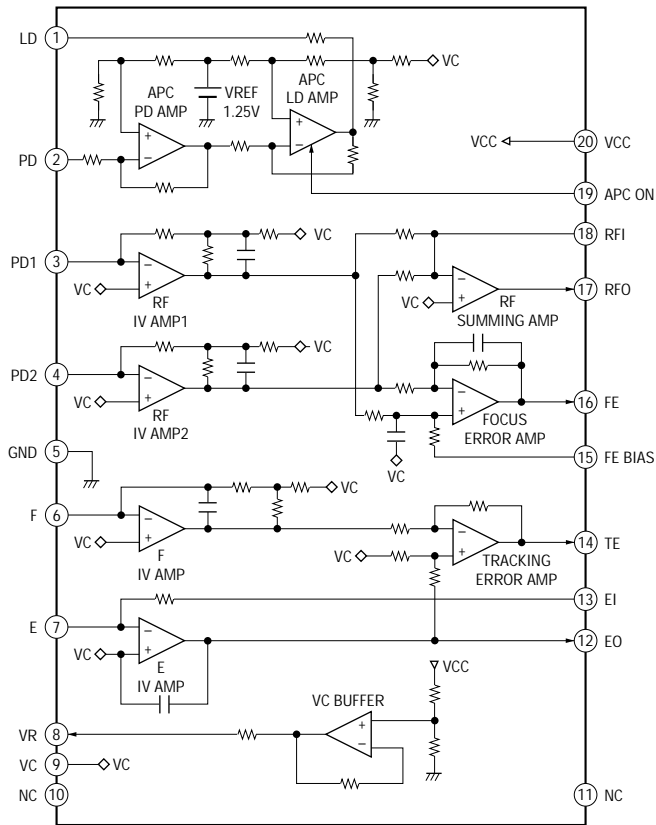 LD 1
VC
APC
PD AMP
VREF
1.25V
APC
LD AMP
PD 2
VCC
20 VCC
19 APC ON
18 RFI
PD1 3
VC
VC
RF
IV AMP1
VC
RF
SUMMING AMP
17 RFO
PD2 4
VC
VC
RF
IV AMP2
16 FE
FOCUS
ERROR AMP
VC
15 FE BIAS
GND 5
F 6
VC
VC
F
IV AMP
VC
TRACKING
ERROR AMP
14 TE
13 EI
E 7
VC
E
IV AMP
12 EO
VCC
VC BUFFER
VR 8
VC 9
VC
NC 10
11 NC